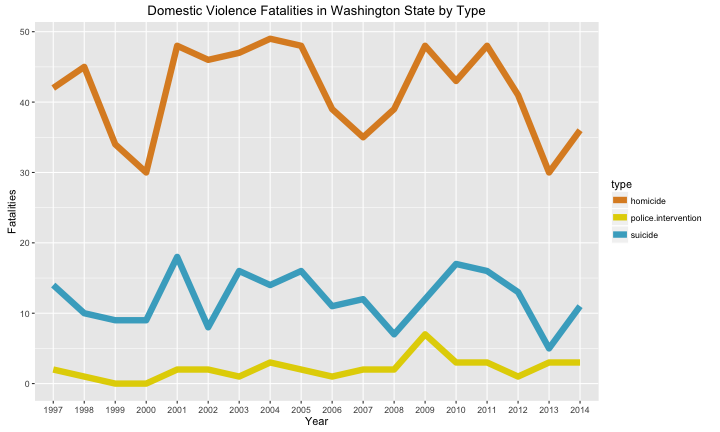 Domestic Violence Fatalities in Washington State by Type
50
40
30
20
10
0
Fatalities
1997 1998 1999 2000 2001 2002 2003 2004 2005 2006 2007 2008 2009 2010 2011 2012 2013 2014
Year
type
homicide
police.intervention
suicide